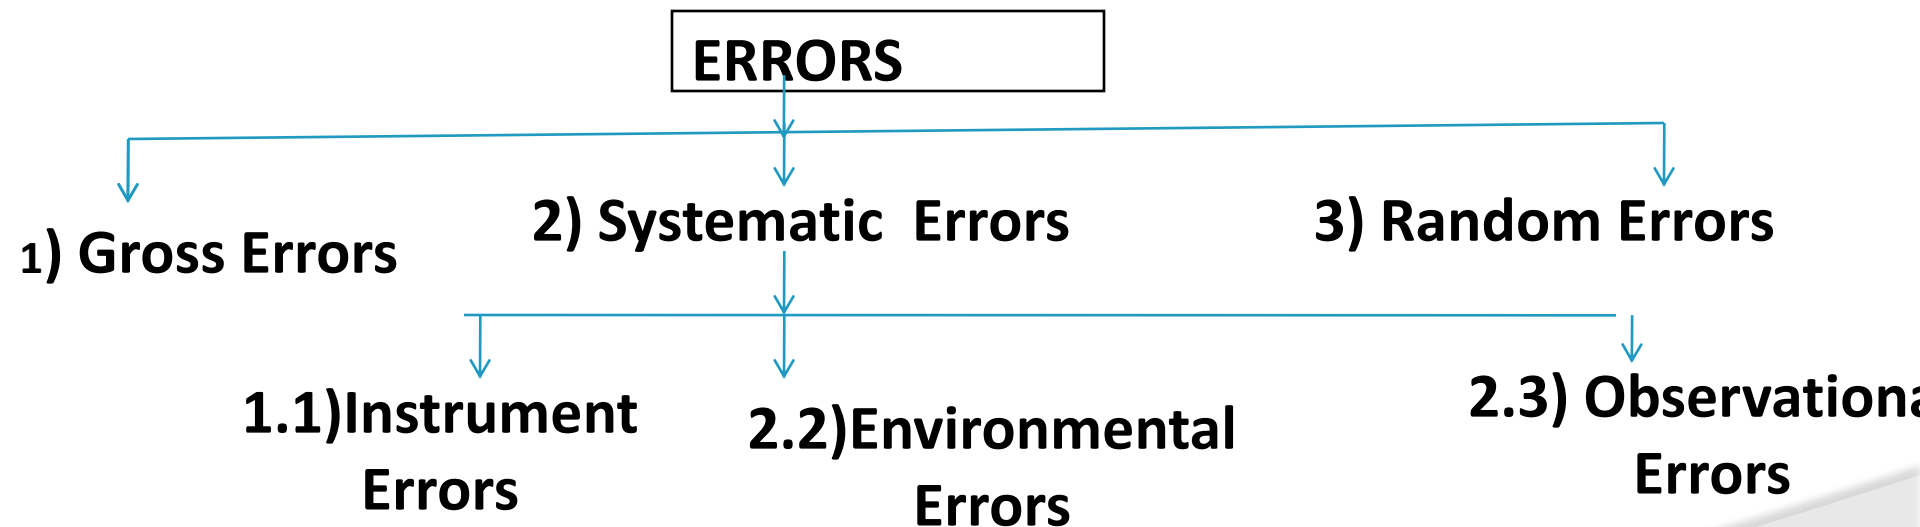 ERRORS
1) Gross Errors
2) Systematic Errors
3) Random Errors
1.1)Instrument
Errors
2.2)Environmental
Errors
2.3) Observationa
Errors